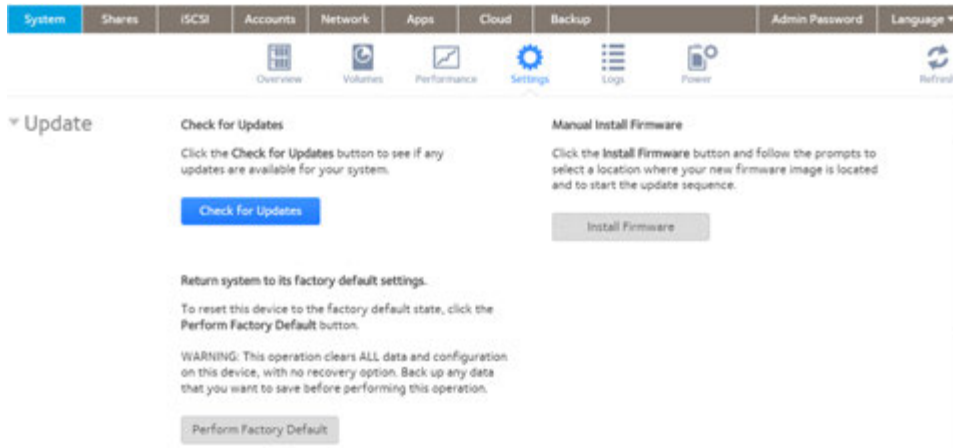 System Shares iSCSI Accounts Network Apps Cloud Backup Admin Password Language
Overview Volumes Performance Settings Logs Power Refresh
Update
Check for Updates
Click the Check for Updates button to see if any
updates are available for your system.
Check for Updates
Manual Install Firmware
Click the Install Firmware button and follow the prompts to
select a location where your new firmware image is located
and to start the update sequence.
Install Firmware
Return system to its factory default settings.
To reset this device to the factory default state, click the
Perform Factory Default button.
WARNING: This operation clears ALL data and configuration
on this device, with no recovery option. Back up any data
that you want to save before performing this operation.
Perform Factory Default